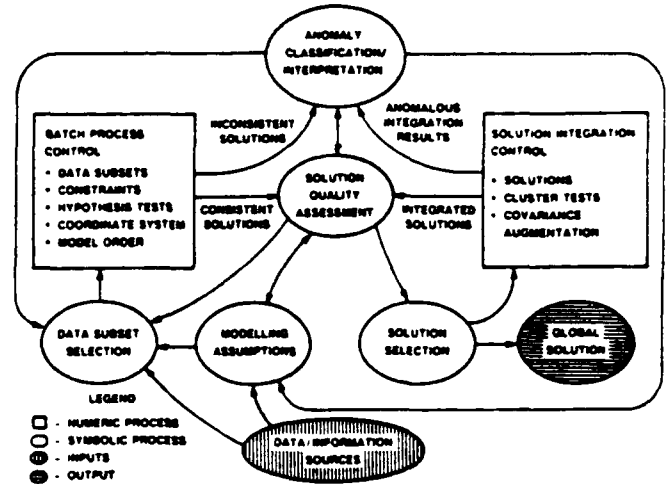 ANOMALY
CLASSIFICATION/
INTERPRETATION
INCONSISTENT
SOLUTIONS
ANOMALOUS
INTEGRATION
RESULTS
BATCH PROCESS
CONTROL
• DATA SUBSETS
• CONSTRAINTS
• HYPOTHESIS TESTS
• COORDINATE SYSTEM
• MODEL ORDER
SOLUTION
QUALITY
ASSESSMENT
SOLUTION INTEGRATION
CONTROL
• SOLUTIONS
• CLUSTER TESTS
• COVARIANCE
AUGMENTATION
CONSISTENT
SOLUTIONS
INTEGRATED
SOLUTIONS
DATA SUBSET
SELECTION
MODELLING
ASSUMPTIONS
SOLUTION
SELECTION
GLOBAL
SOLUTION
LEGEND
- NUMERIC PROCESS
- SYMBOLIC PROCESS
- INPUTS
- OUTPUT
DATA/INFORMATION
SOURCES